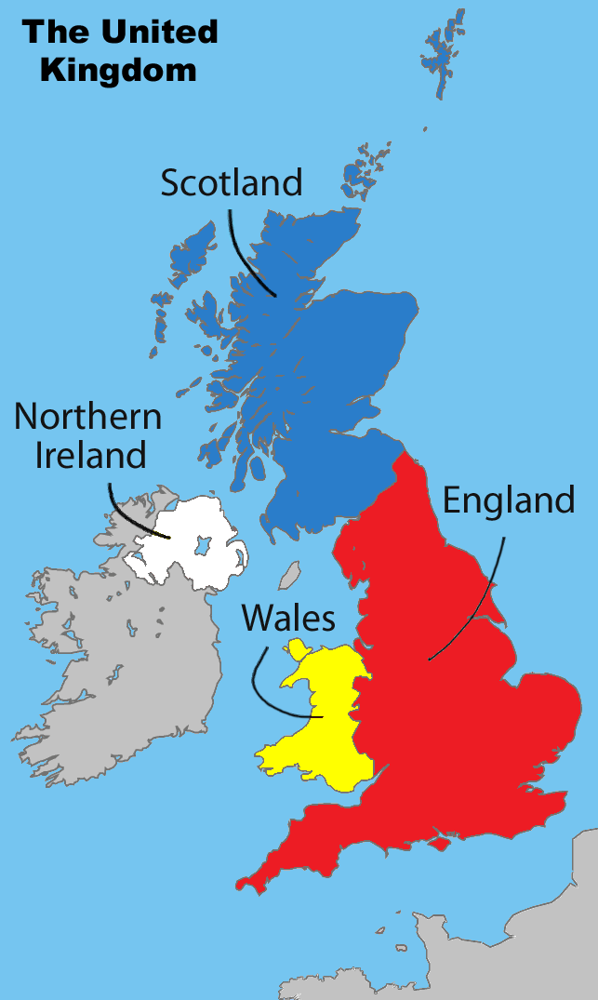 The United
Kingdom
Scotland
Northern
Ireland
England
Wales